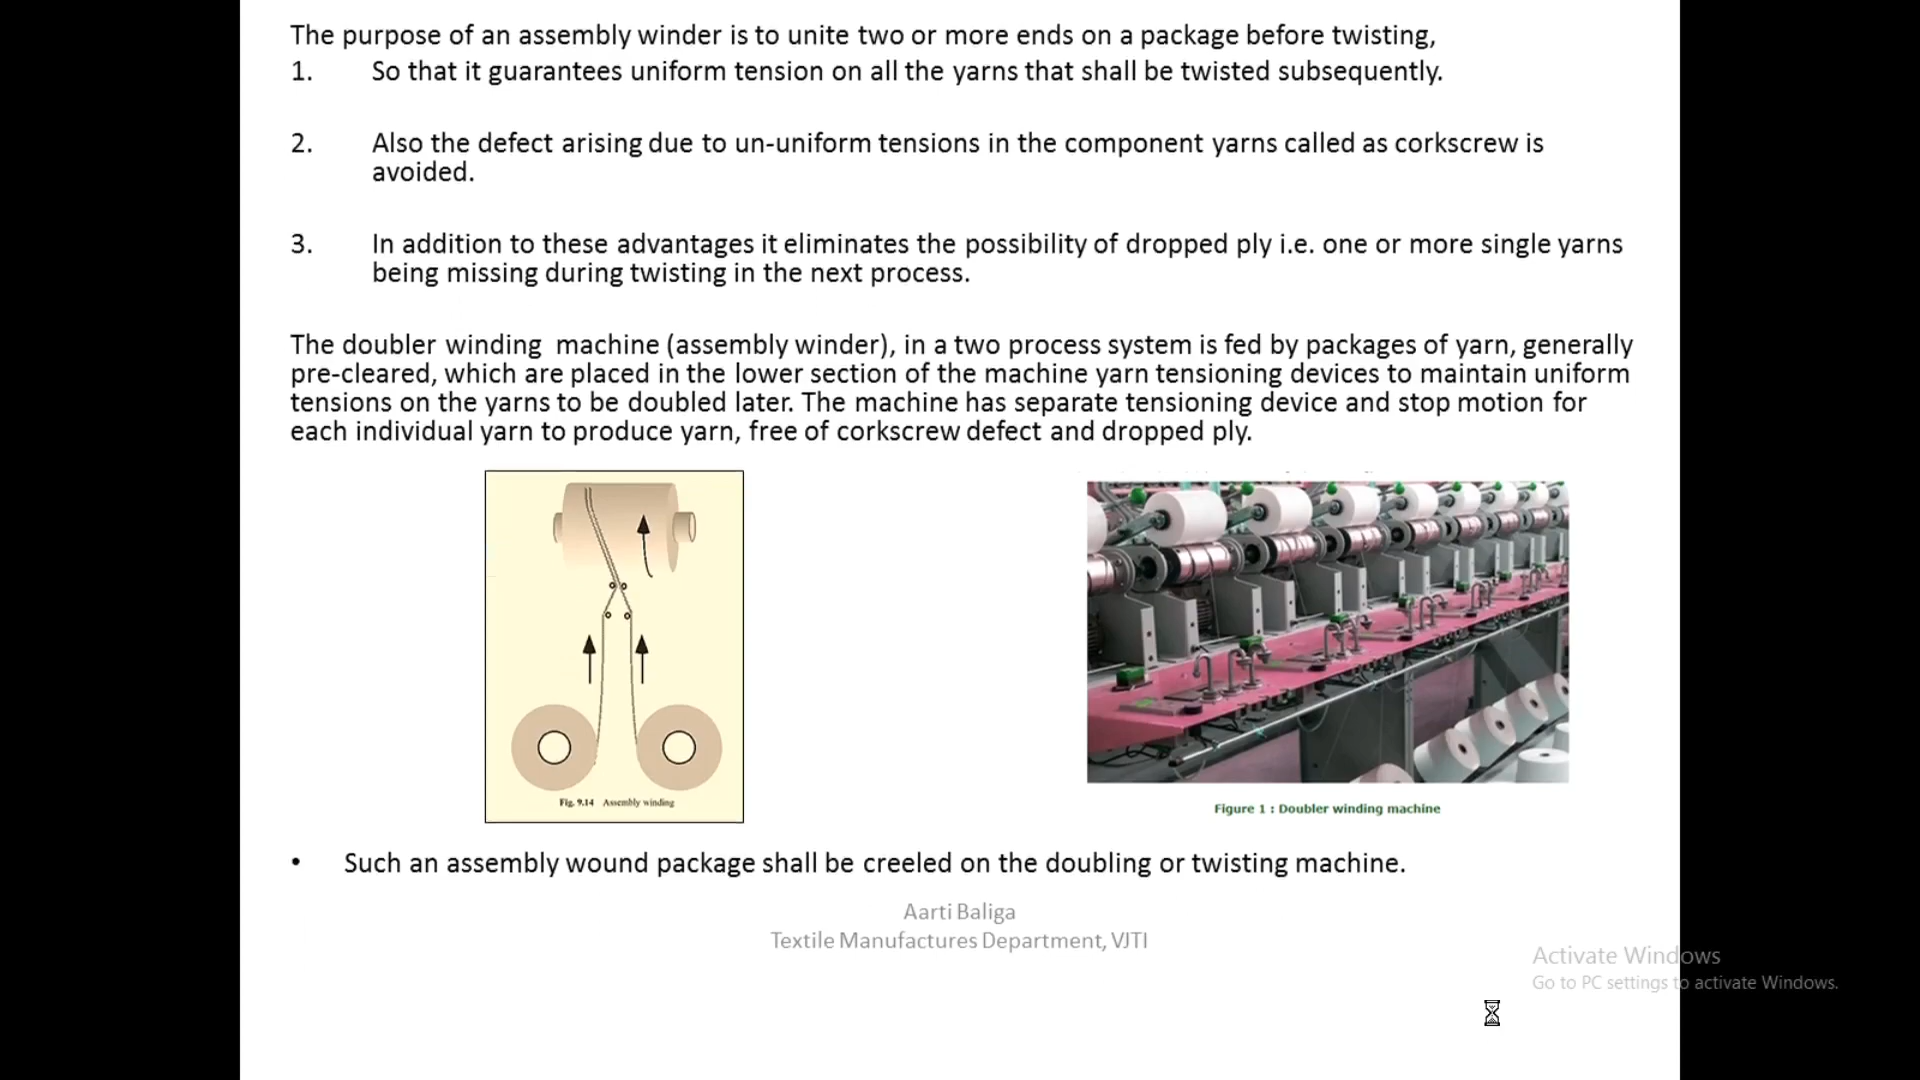 The purpose of an assembly winder is to unite two or more ends on a package before twisting,
1. So that it guarantees uniform tension on all the yarns that shall be twisted subsequently.
2. Also the defect arising due to un-uniform tensions in the component yarns called as corkscrew is
avoided.
3. In addition to these advantages it eliminates the possibility of dropped ply i.e. one or more single yarns
being missing during twisting in the next process.
The doubler winding machine (assembly winder), in a two process system is fed by packages of yarn, generally
pre-cleared, which are placed in the lower section of the machine yarn tensioning devices to maintain uniform
tensions on the yarns to be doubled later. The machine has separate tensioning device and stop motion for
each individual yarn to produce yarn, free of corkscrew defect and dropped ply.
Fig. 9.14 Assembly winding
Figure 1 : Doubler winding machine
• Such an assembly wound package shall be creeled on the doubling or twisting machine.
Aarti Baliga
Textile Manufactures Department, VJTI
Activate Windows
Go to PC settings to activate Windows.